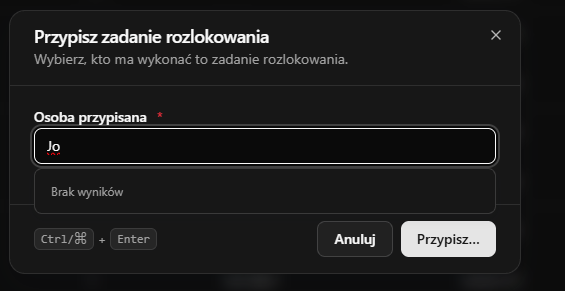 Przypisz zadanie rozlokowania
Wybierz, kto ma wykonać to zadanie rozlokowania.
Osoba przypisana *
Jo
Brak wyników
Ctrl/⌘ + Enter
Anuluj
Przypisz...